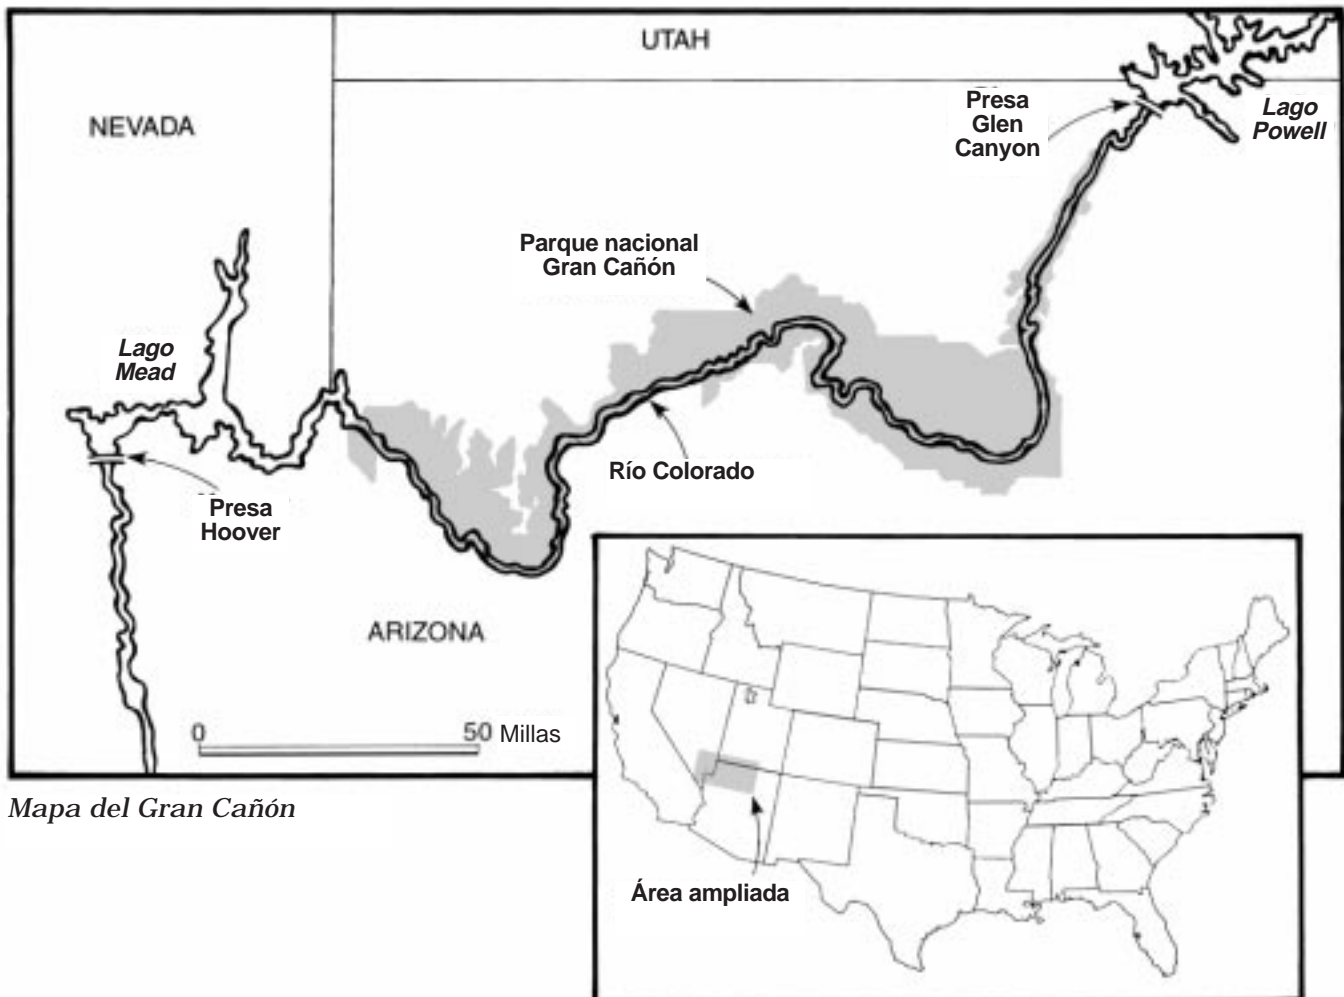 UTAH
NEVADA
Presa
Glen
Canyon
Lago
Powell
Parque nacional
Gran Cañón
Lago
Mead
Río Colorado
Presa
Hoover
ARIZONA
0 50 Millas
Mapa del Gran Cañón
Área ampliada